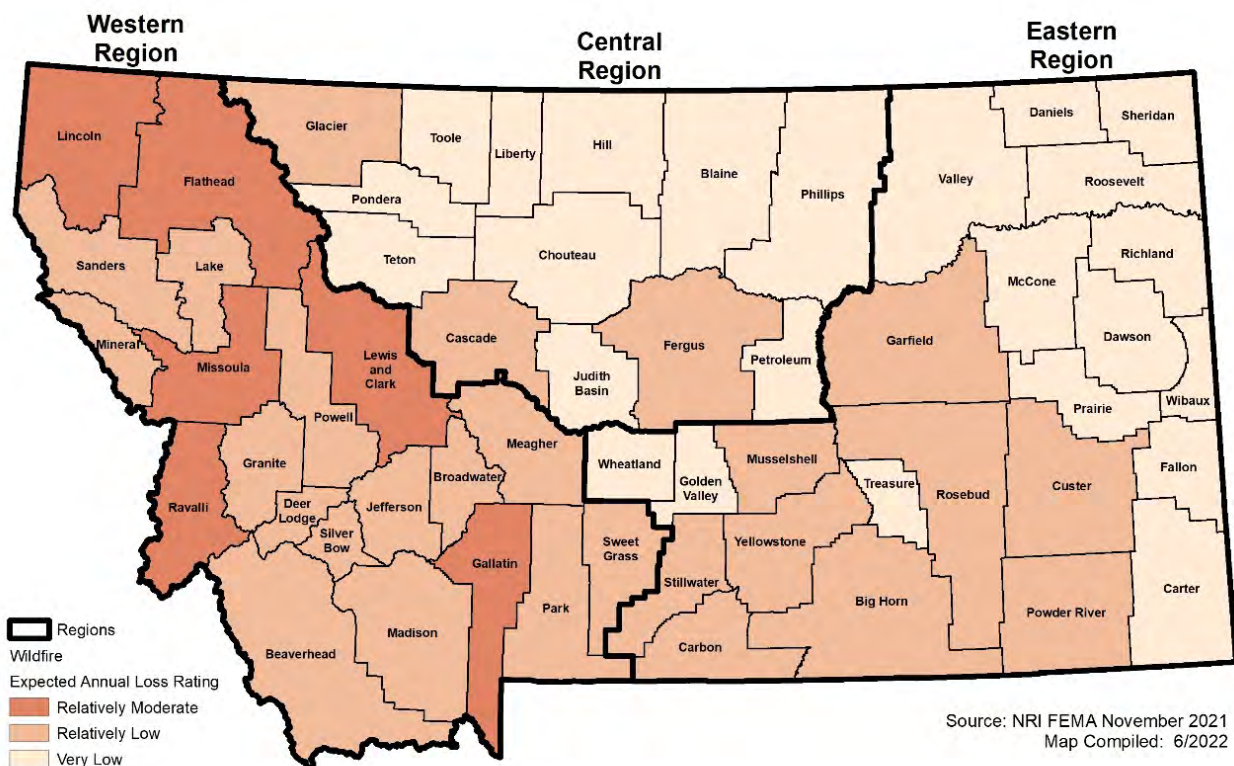 Western
Region
Central
Region
Eastern
Region
Lincoln
Flathead
Glacier
Toole
Liberty
Hill
Blaine
Phillips
Valley
Daniels
Sheridan
Roosevelt
Pondera
Teton
Chouteau
Sanders
Lake
Richland
McCone
Dawson
Mineral
Missoula
Lewis
and
Clark
Cascade
Judith
Basin
Fergus
Petroleum
Garfield
Prairie
Wibaux
Powell
Granite
Meagher
Wheatland
Golden
Valley
Musselshell
Treasure
Rosebud
Custer
Fallon
Ravalli
Deer
Lodge
Silver
Bow
Jefferson
Broadwater
Gallatin
Park
Sweet
Grass
Stillwater
Yellowstone
Big Horn
Powder River
Carter
Beaverhead
Madison
Carbon
Regions
Wildfire
Expected Annual Loss Rating
Relatively Moderate
Relatively Low
Very Low
Source: NRI FEMA November 2021
Map Compiled: 6/2022